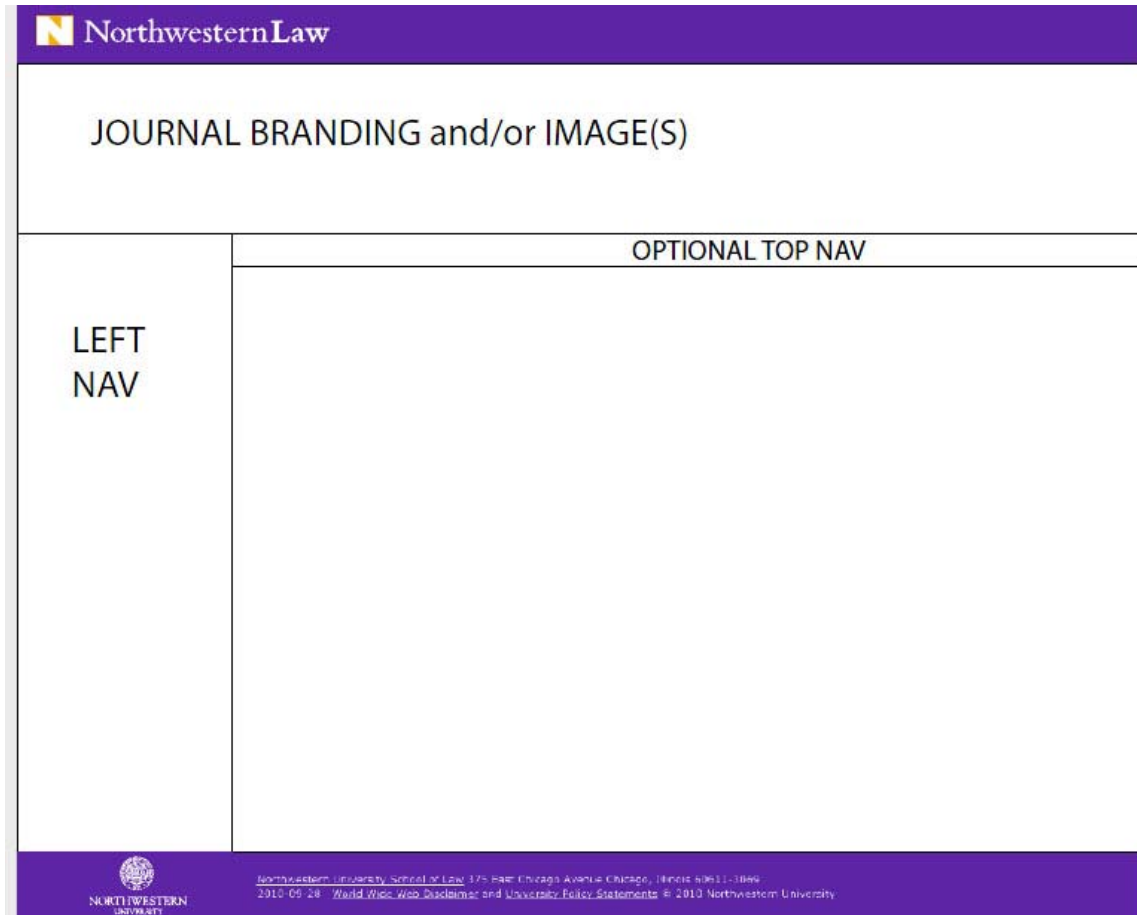 N NorthwesternLaw
JOURNAL BRANDING and/or IMAGE(S)
OPTIONAL TOP NAV
LEFT
NAV
NORTHWESTERN
UNIVERSITY
Northwestern University School of Law 375 East Chicago Avenue Chicago, Illinois 60611-3069
2010-09-28 World Wide Web Disclaimer and University Policy Statements © 2010 Northwestern University